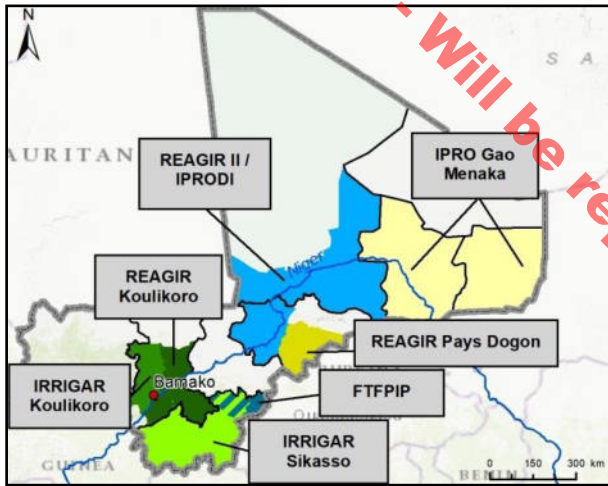 N
. Will be rep
S A
AURITAN
REAGIR II /
IPRODI
IPRO Gao
Menaka
Niger
REAGIR
Koulikoro
REAGIR Pays Dogon
IRRIGAR
Koulikoro
Bamako
FTFPIP
IRRIGAR
Sikasso
GUINEA
BENIN
0 150 300 km